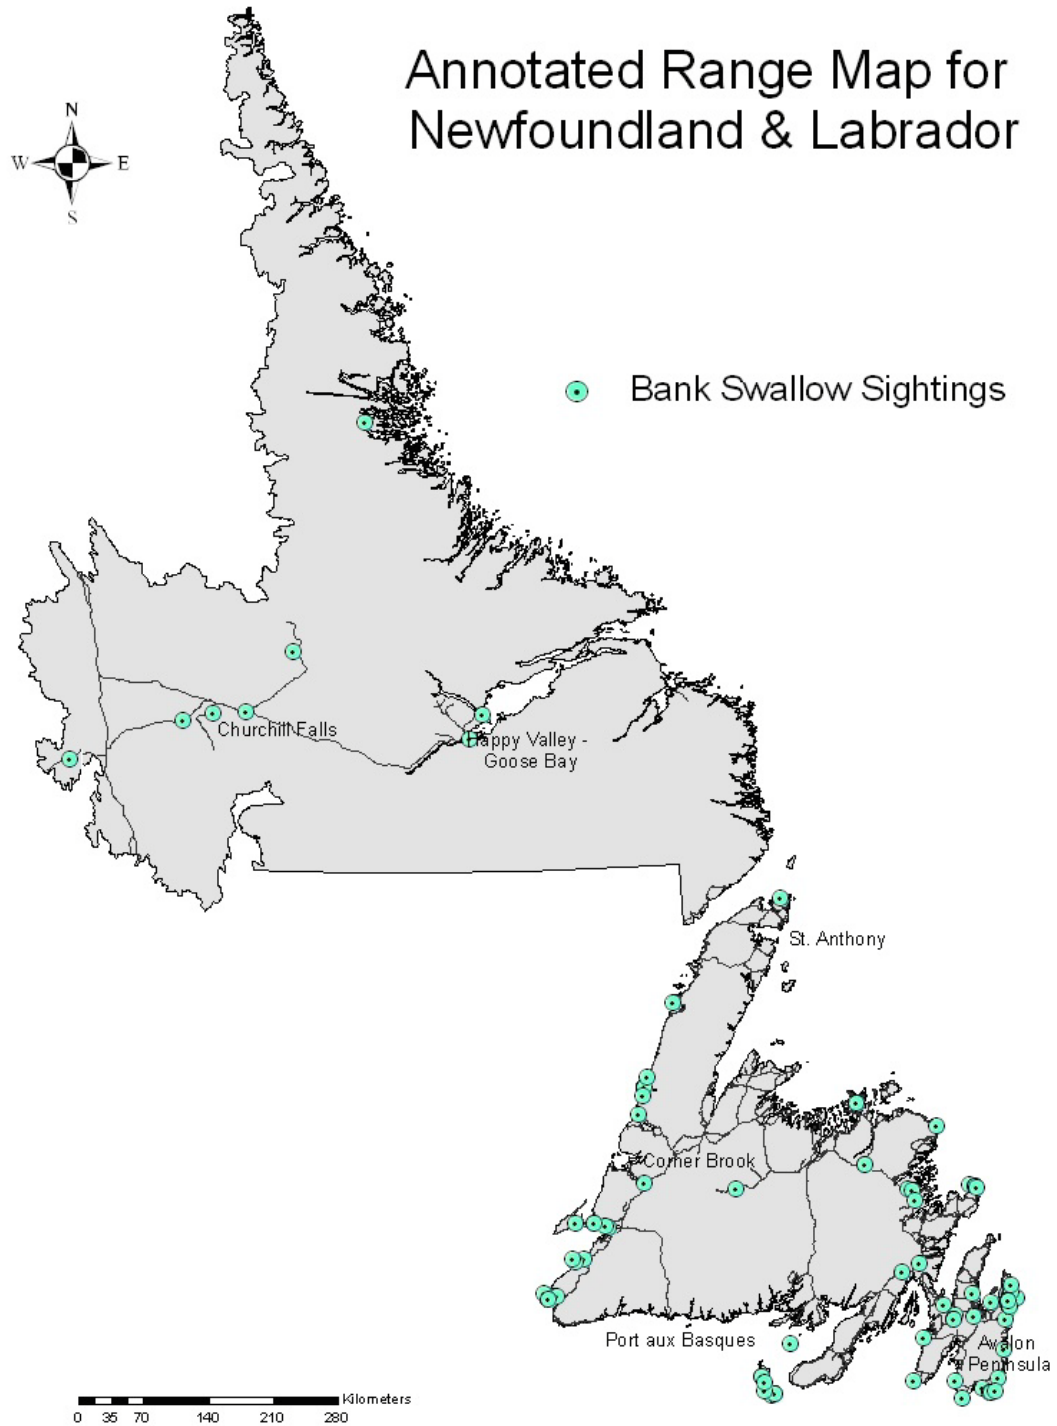 Annotated Range Map for
Newfoundland & Labrador
N
W E
S
Bank Swallow Sightings
Churchill Falls
Happy Valley -
Goose Bay
St. Anthony
Corner Brook
Port aux Basques
Avalon
Peninsula
Kilometers
0 35 70 140 210 280